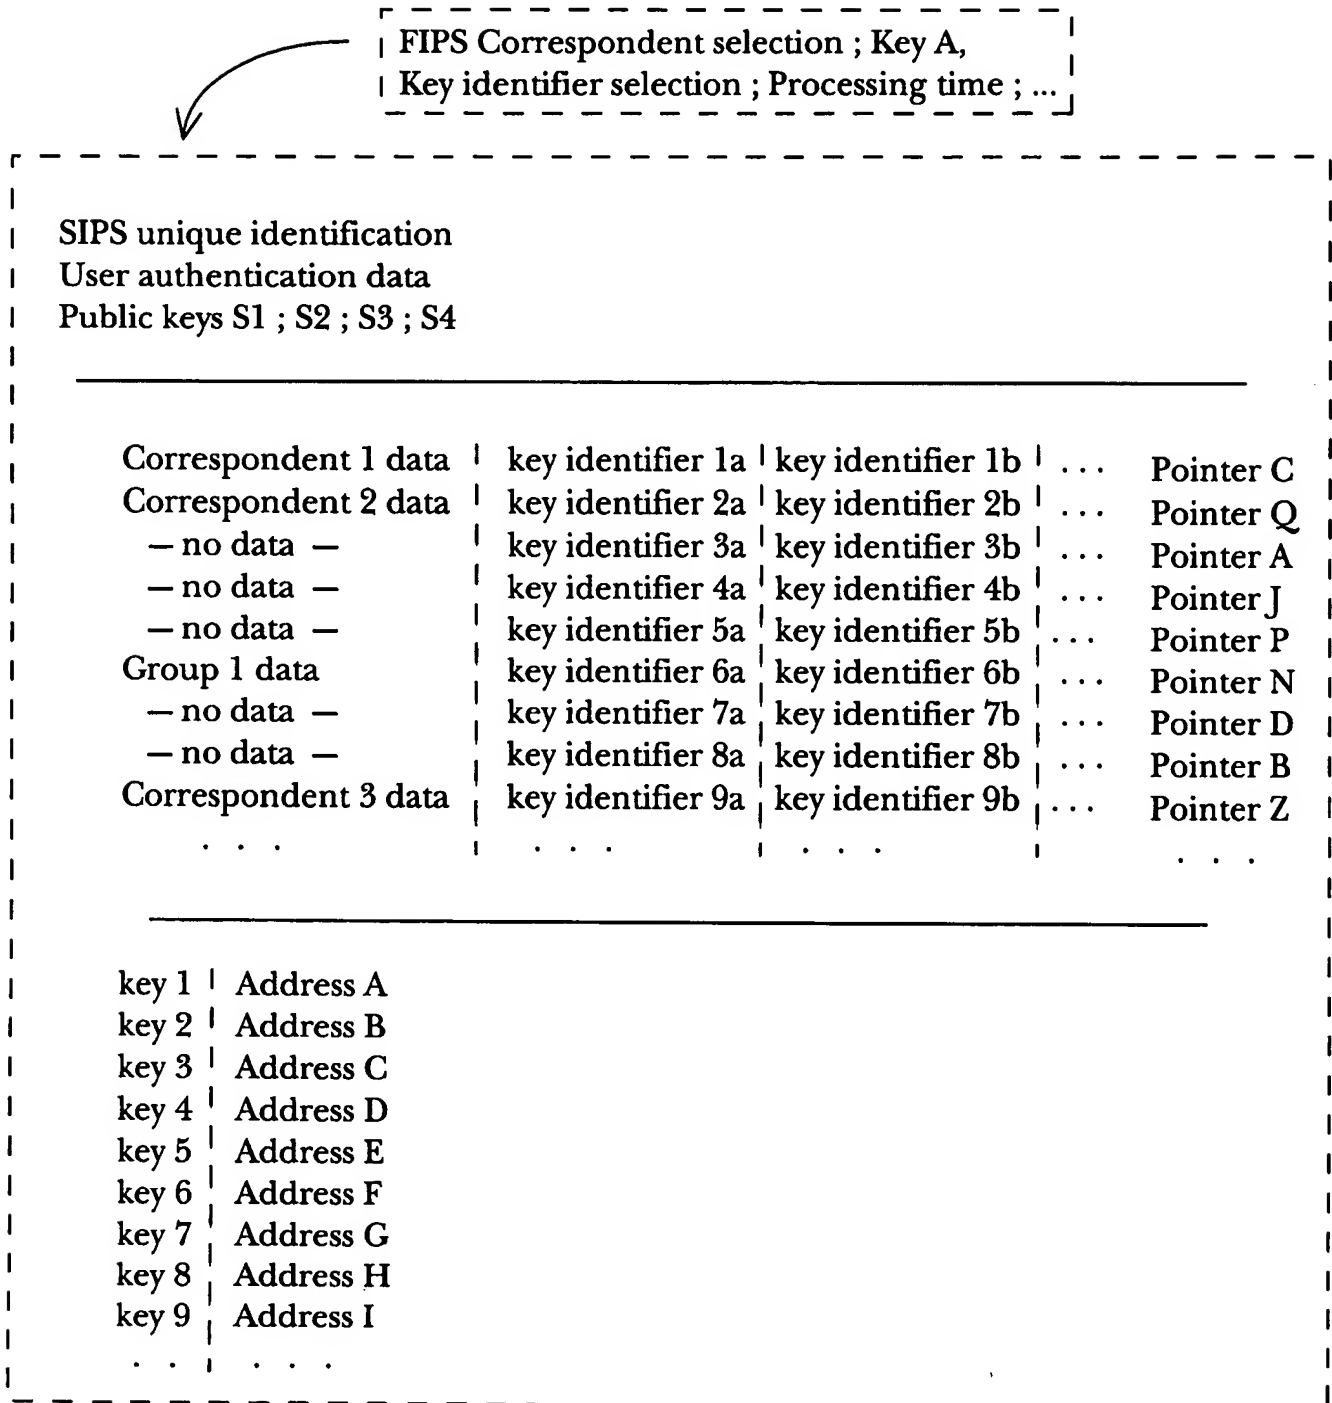 FIPS Correspondent selection ; Key A,
Key identifier selection ; Processing time ; ...
SIPS unique identification
User authentication data
Public keys S1 ; S2 ; S3 ; S4
Correspondent 1 data key identifier 1a key identifier 1b ... Pointer C
Correspondent 2 data key identifier 2a key identifier 2b ... Pointer Q
— no data — key identifier 3a key identifier 3b ... Pointer A
— no data — key identifier 4a key identifier 4b ... Pointer J
— no data — key identifier 5a key identifier 5b ... Pointer P
Group 1 data key identifier 6a key identifier 6b ... Pointer N
— no data — key identifier 7a key identifier 7b ... Pointer D
— no data — key identifier 8a key identifier 8b ... Pointer B
Correspondent 3 data key identifier 9a key identifier 9b ... Pointer Z
. . . . . . . . . . . .
key 1 Address A
key 2 Address B
key 3 Address C
key 4 Address D
key 5 Address E
key 6 Address F
key 7 Address G
key 8 Address H
key 9 Address I
. . . . .